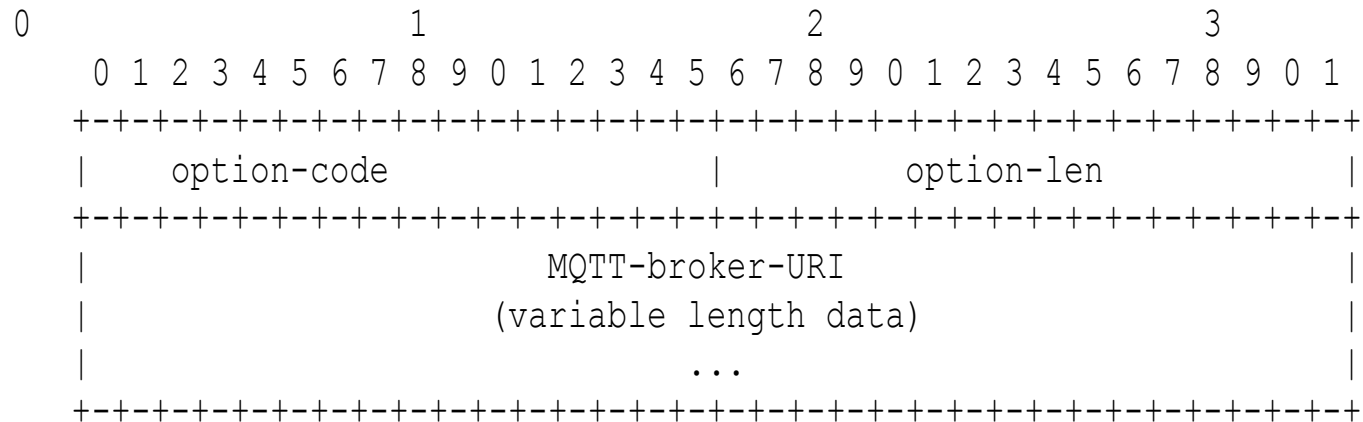 0                   1                   2                   3
    0 1 2 3 4 5 6 7 8 9 0 1 2 3 4 5 6 7 8 9 0 1 2 3 4 5 6 7 8 9 0 1
   +-+-+-+-+-+-+-+-+-+-+-+-+-+-+-+-+-+-+-+-+-+-+-+-+-+-+-+-+-+-+-+-+
   |    option-code                |         option-len            |
   +-+-+-+-+-+-+-+-+-+-+-+-+-+-+-+-+-+-+-+-+-+-+-+-+-+-+-+-+-+-+-+-+
   |                       MQTT-broker-URI                         |
   |                    (variable length data)                     |
   |                              ...                              |
   +-+-+-+-+-+-+-+-+-+-+-+-+-+-+-+-+-+-+-+-+-+-+-+-+-+-+-+-+-+-+-+-+